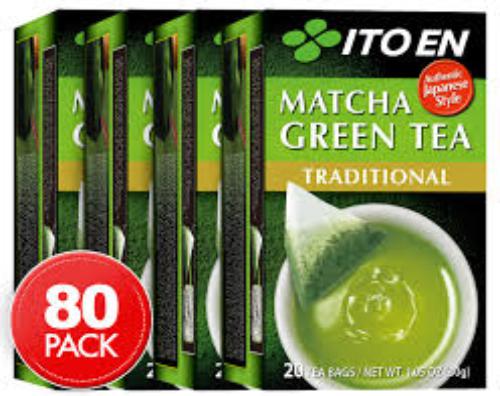 ITO EN
Authentic
Japanese
Style
MATCHA
GREEN TEA
TRADITIONAL
80
PACK
20 TEA BAGS / NET WT. 1.05 OZ (30g)